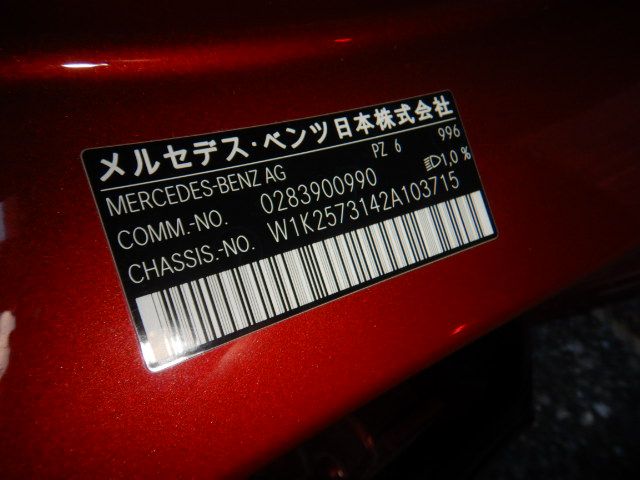 メルセデス・ベンツ日本株式会社
MERCEDES-BENZ AG PZ 6 996
COMM.-NO. 0283900990 1,0 %
CHASSIS.-NO. W1K2573142A103715